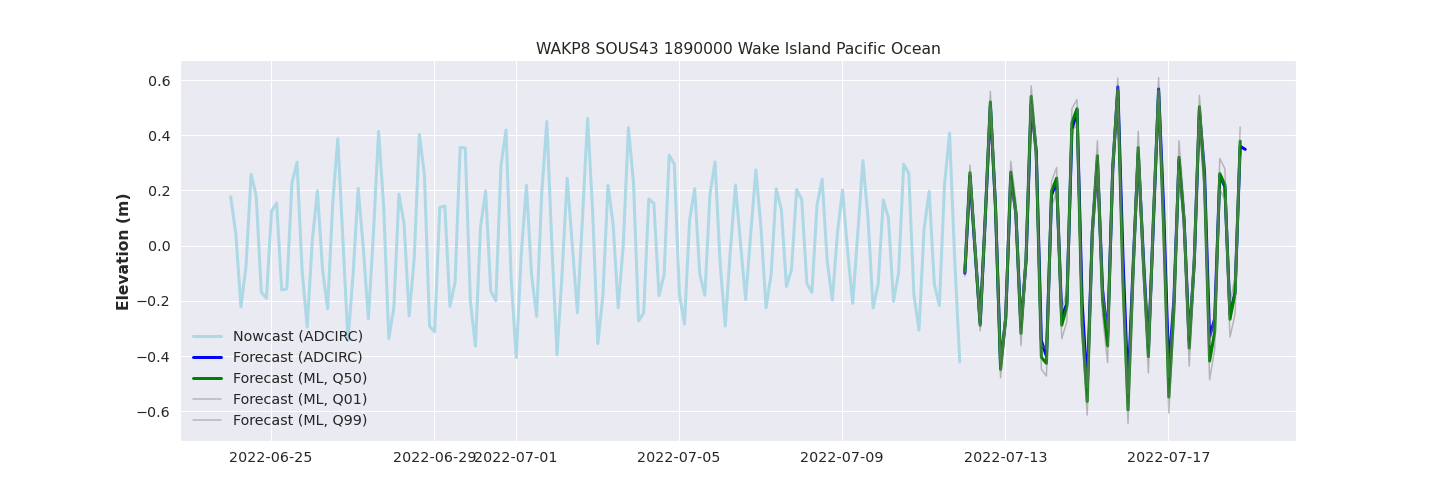 WAKP8 SOUS43 1890000 Wake Island Pacific Ocean
Elevation (m)
0.6
0.4
0.2
0.0
−0.2
−0.4
−0.6
Nowcast (ADCIRC)
Forecast (ADCIRC)
Forecast (ML, Q50)
Forecast (ML, Q01)
Forecast (ML, Q99)
2022-06-25 2022-06-29 2022-07-01 2022-07-05 2022-07-09 2022-07-13 2022-07-17